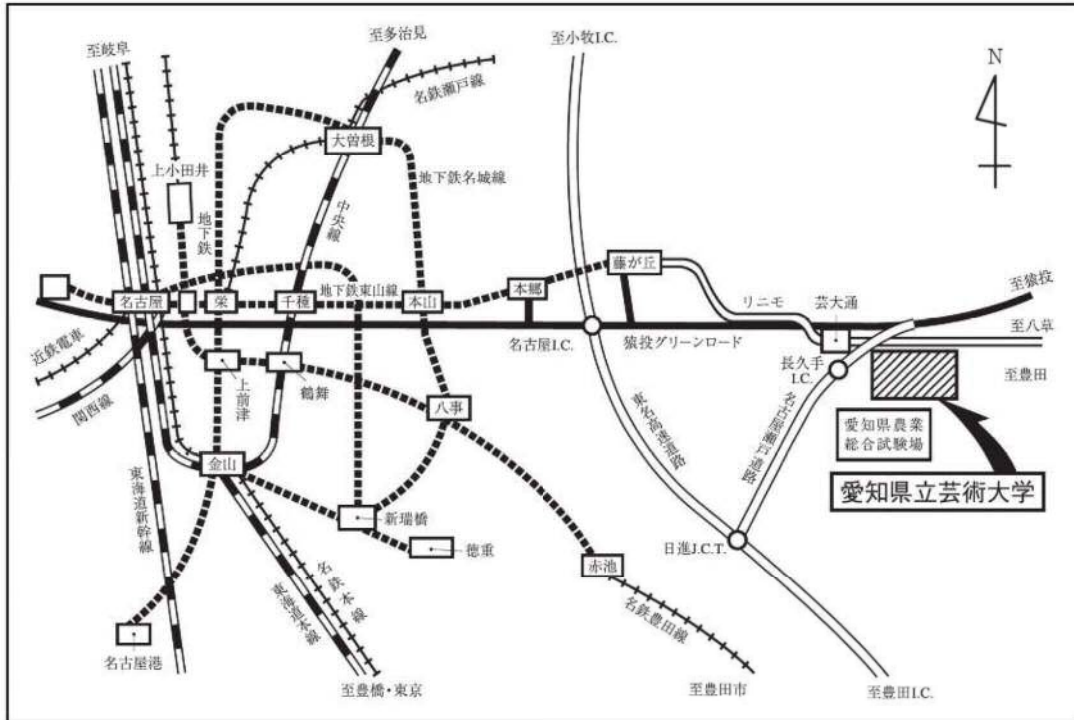 至岐阜
至多治見
至小牧I.C.
N
名鉄瀬戸線
大曽根
上小田井
地下鉄名城線
地下鉄
中央線
藤が丘
本郷
至猿投
名古屋
栄
千種
地下鉄東山線
本山
リニモ
芸大通
至八草
近鉄電車
名古屋I.C.
猿投グリーンロード
長久手
I.C.
至豊田
関西線
上前津
鶴舞
八事
東名高速道路
名古屋瀬戸道路
愛知県農業
総合試験場
金山
愛知県立芸術大学
東海道新幹線
新瑞橋
徳重
日進J.C.T.
赤池
名鉄本線
東海道本線
名鉄豊田線
名古屋港
至豊橋・東京
至豊田市
至豊田I.C.